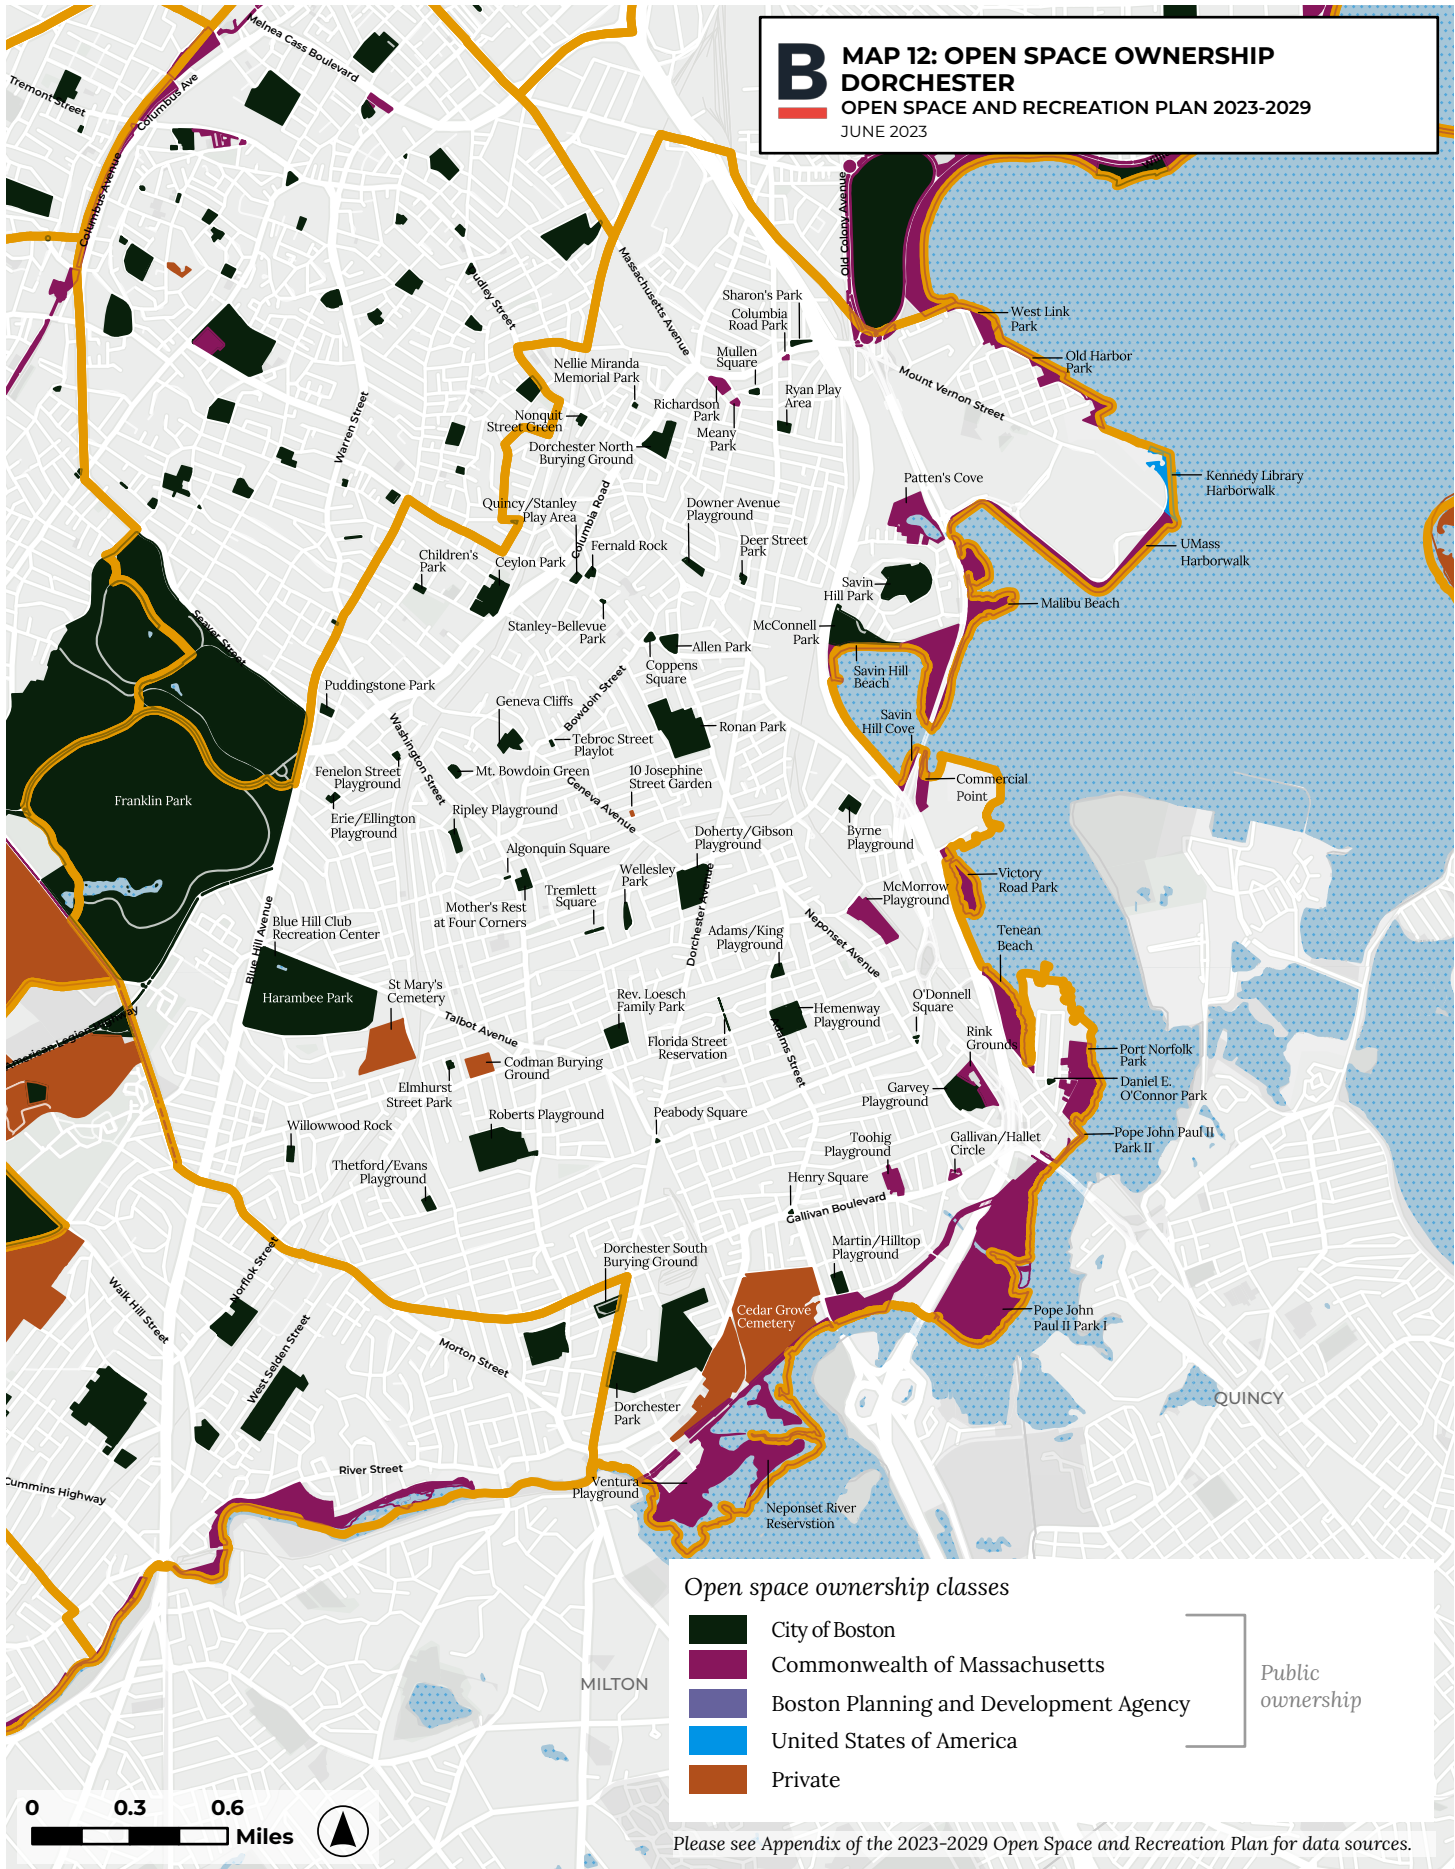 B
MAP 12: OPEN SPACE OWNERSHIP
DORCHESTER
OPEN SPACE AND RECREATION PLAN 2023-2029
JUNE 2023
Melnea Cass Boulevard
Tremont Street
Columbus Ave
Columbus Avenue
Old Colony Avenue
Massachusetts Avenue
Dudley Street
Sharon's Park
Columbia
Road Park
Mullen
Square
West Link
Park
Old Harbor
Park
Nellie Miranda
Memorial Park
Mount Vernon Street
Ryan Play
Area
Richardson
Park
Nonquit
Street Green
Meany
Park
Warren Street
Dorchester North
Burying Ground
Patten's Cove
Kennedy Library
Harborwalk
Quincy/Stanley
Play Area
Columbia Road
Downer Avenue
Playground
Deer Street
Park
UMass
Harborwalk
Children's
Park
Ceylon Park
Fernald Rock
Savin
Hill Park
Malibu Beach
Seaver Street
Stanley-Bellevue
Park
McConnell
Park
Allen Park
Coppens
Square
Savin Hill
Beach
Puddingstone Park
Bowdoin Street
Geneva Cliffs
Washington Street
Savin
Hill Cove
Ronan Park
Tebroc Street
Playlot
Fenelon Street
Playground
Mt. Bowdoin Green
10 Josephine
Street Garden
Commercial
Point
Geneva Avenue
Franklin Park
Erie/Ellington
Playground
Ripley Playground
Byrne
Playground
Doherty/Gibson
Playground
Algonquin Square
Wellesley
Park
Victory
Road Park
McMorrow
Playground
Tremlett
Square
Mother's Rest
at Four Corners
Dorchester Avenue
Neponset Avenue
Blue Hill Avenue
Blue Hill Club
Recreation Center
Adams/King
Playground
Tenean
Beach
St Mary's
Cemetery
Harambee Park
Rev. Loesch
Family Park
Hemenway
Playground
O'Donnell
Square
American Legion Highway
Talbot Avenue
Florida Street
Reservation
Adams Street
Rink
Grounds
Port Norfolk
Park
Codman Burying
Ground
Elmhurst
Street Park
Garvey
Playground
Daniel E.
O'Connor Park
Roberts Playground
Peabody Square
Willowwood Rock
Toohig
Playground
Gallivan/Hallet
Circle
Pope John Paul II
Park II
Thetford/Evans
Playground
Henry Square
Gallivan Boulevard
Norflok Street
Dorchester South
Burying Ground
Martin/Hilltop
Playground
Walk Hill Street
Cedar Grove
Cemetery
Pope John
Paul II Park I
West Selden Street
Morton Street
Dorchester
Park
QUINCY
River Street
Cummins Highway
Ventura
Playground
Neponset River
Reservstion
MILTON
Open space ownership classes
City of Boston
Commonwealth of Massachusetts
Boston Planning and Development Agency
United States of America
Private
Public
ownership
0 0.3 0.6
Miles
Please see Appendix of the 2023-2029 Open Space and Recreation Plan for data sources.